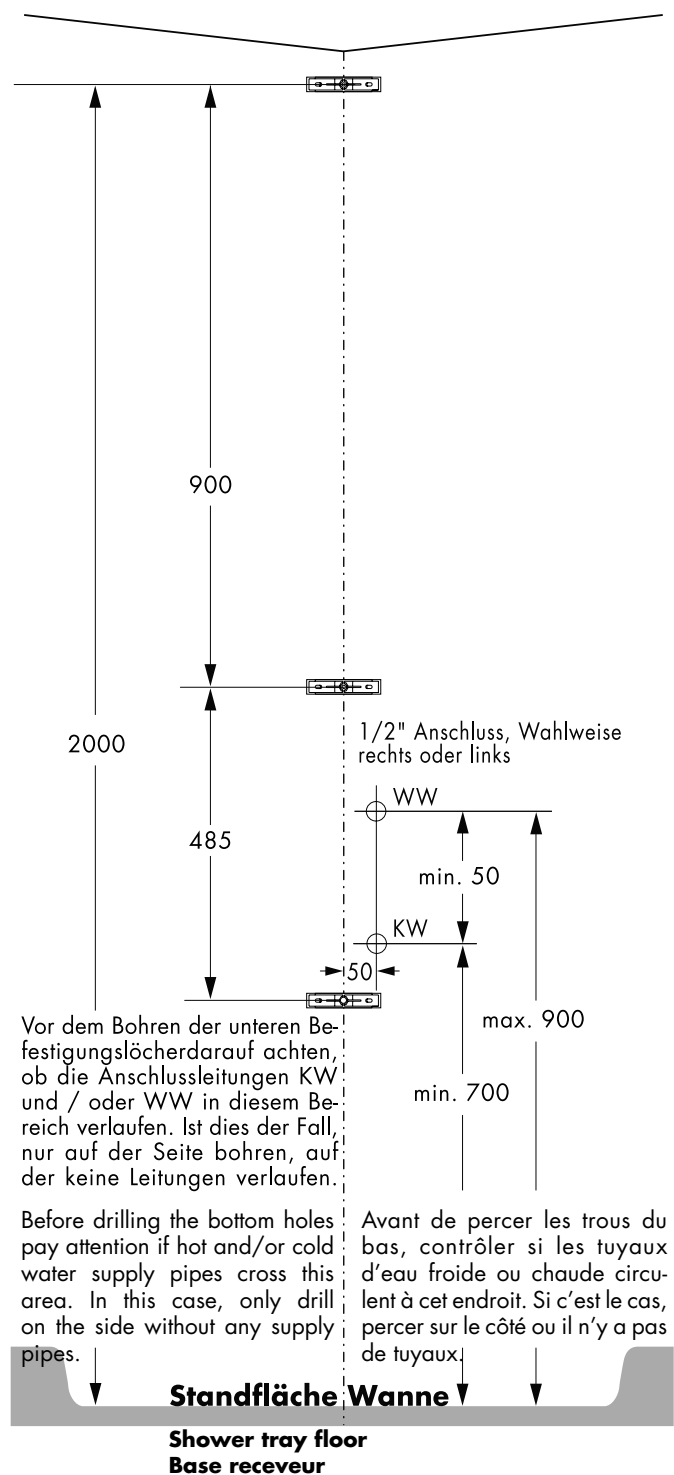 900
2000
1/2" Anschluss, Wahlweise
rechts oder links
WW
485
min. 50
KW
50
max. 900
min. 700
Vor dem Bohren der unteren Be-
festigungslöcherdarauf achten,
ob die Anschlussleitungen KW
und / oder WW in diesem Be-
reich verlaufen. Ist dies der Fall,
nur auf der Seite bohren, auf
der keine Leitungen verlaufen.
Before drilling the bottom holes
pay attention if hot and/or cold
water supply pipes cross this
area. In this case, only drill
on the side without any supply
pipes.
Avant de percer les trous du
bas, contrôler si les tuyaux
d'eau froide ou chaude circu-
lent à cet endroit. Si c'est le cas,
percer sur le côté ou il n'y a pas
de tuyaux.
Standfläche Wanne
Shower tray floor
Base receveur